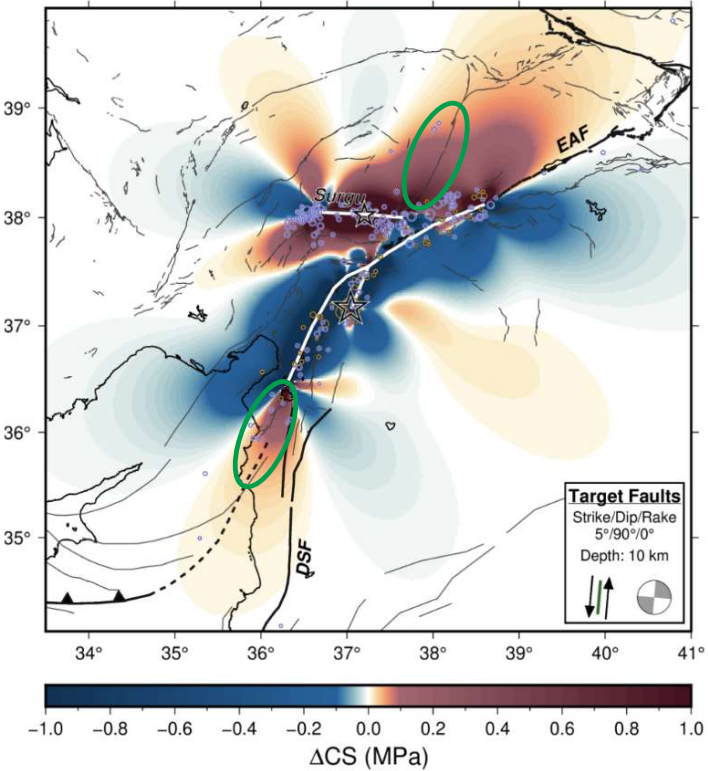 39°
38°
37°
36°
35°
Surgu
EAF
DSF
Target Faults
Strike/Dip/Rake
5°/90°/0°
Depth: 10 km
34° 35° 36° 37° 38° 39° 40° 41°
−1.0 −0.8 −0.6 −0.4 −0.2 0.0 0.2 0.4 0.6 0.8 1.0
ΔCS (MPa)